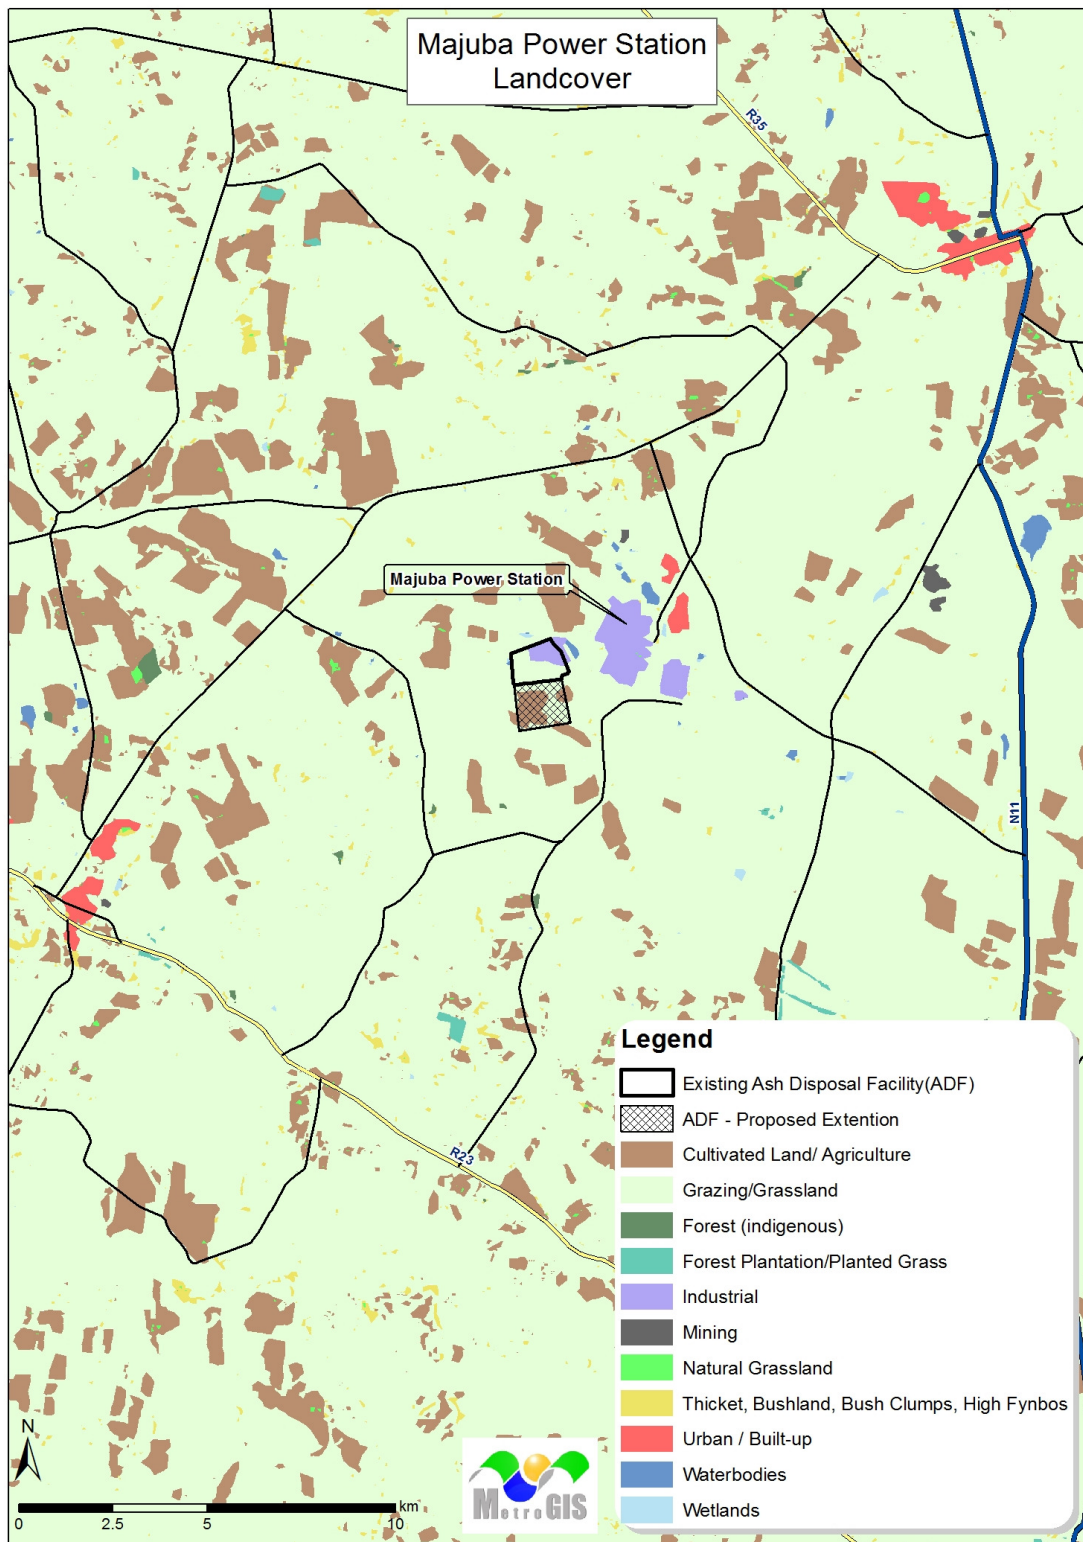 Majuba Power Station
Landcover
R35
Majuba Power Station
N11
R23
Legend
Existing Ash Disposal Facility(ADF)
ADF - Proposed Extention
Cultivated Land/ Agriculture
Grazing/Grassland
Forest (indigenous)
Forest Plantation/Planted Grass
Industrial
Mining
Natural Grassland
Thicket, Bushland, Bush Clumps, High Fynbos
Urban / Built-up
Waterbodies
Wetlands
N
km
0 2.5 5 10
MetroGIS